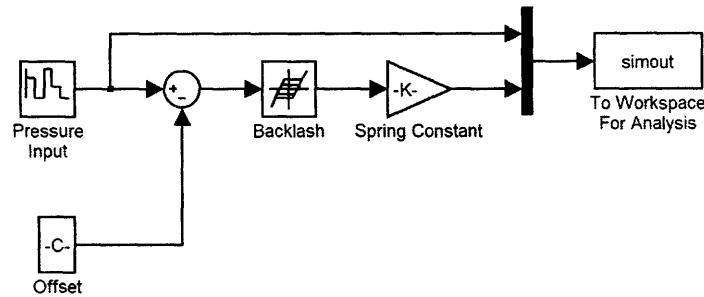 simout
To Workspace
For Analysis
+
-
-K-
Pressure
Input
Backlash
Spring Constant
-C-
Offset